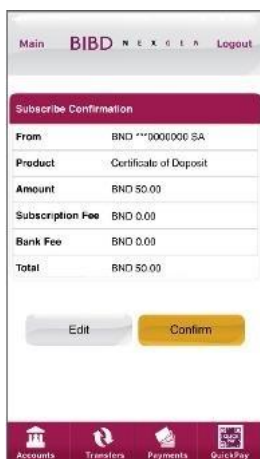 Main BIBD NEXGEN Logout
Subscribe Confirmation
From BND ***0000000 SA
Product Certificate of Deposit
Amount BND 50.00
Subscription Fee BND 0.00
Bank Fee BND 0.00
Total BND 50.00
Edit Confirm
Accounts Transfers Payments QuickPay